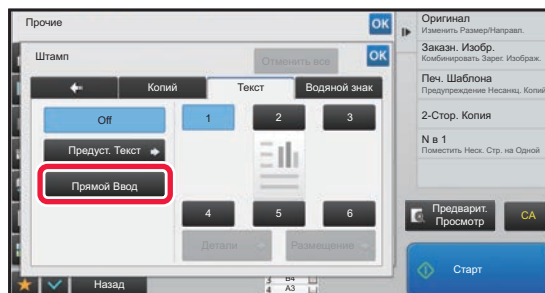 Прочие
OK
Штамп
Отменить все
OK
Копий
Текст
Водяной знак
Off
1
2
3
Предуст. Текст
Прямой Ввод
4
5
6
Детали
Размещение
Назад
3 B4
4 A3
Оригинал
Изменить Размер/Направл.
Заказн. Изобр.
Комбинировать Зарег. Изображ.
Печ. Шаблона
Предупреждение Несанкц. Копий
2-Стор. Копия
N в 1
Поместить Неск. Стр. на Одной
Предварит.
Просмотр
CA
Старт